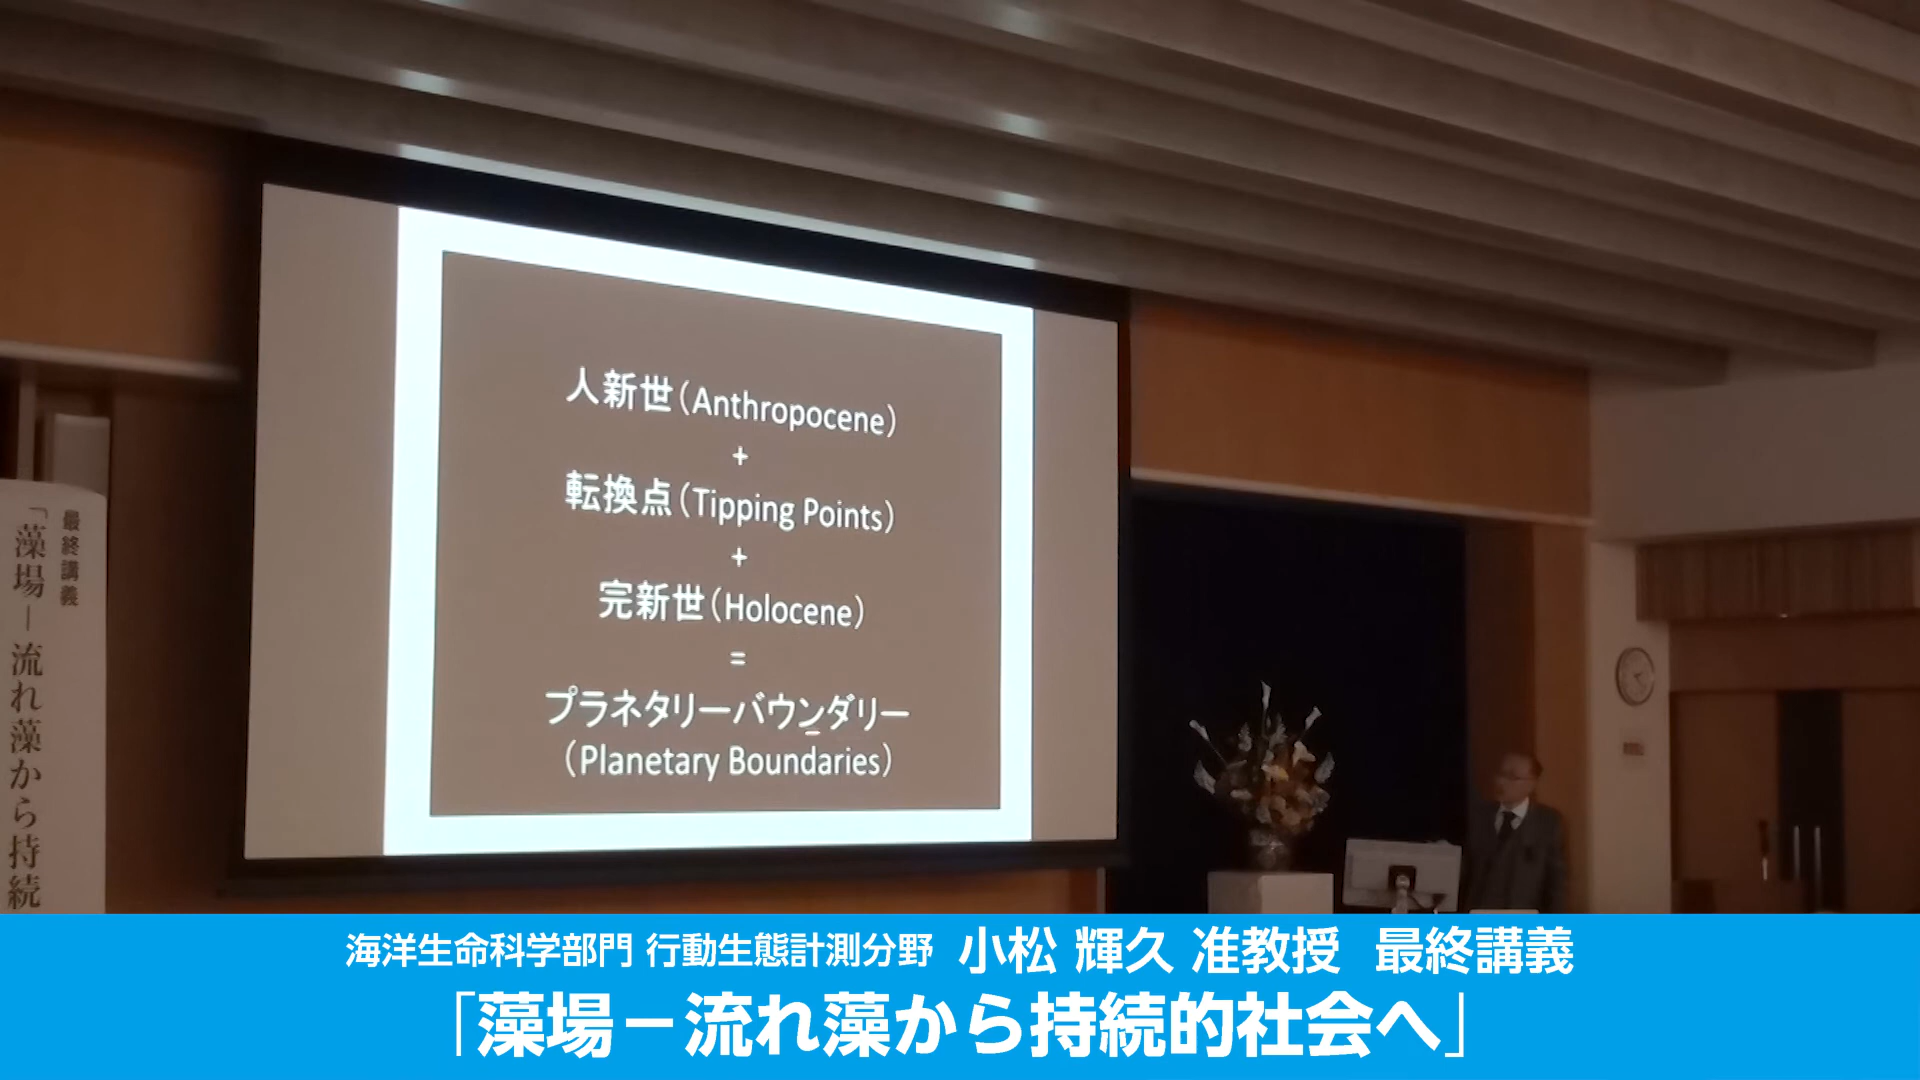 人新世(Anthropocene)
+
転換点(Tipping Points)
+
完新世(Holocene)
=
プラネタリーバウンダリー
(Planetary Boundaries)
最終講義
「藻場－流れ藻から持続
海洋生命科学部門 行動生態計測分野 小松 輝久 准教授 最終講義
「藻場－流れ藻から持続的社会へ」